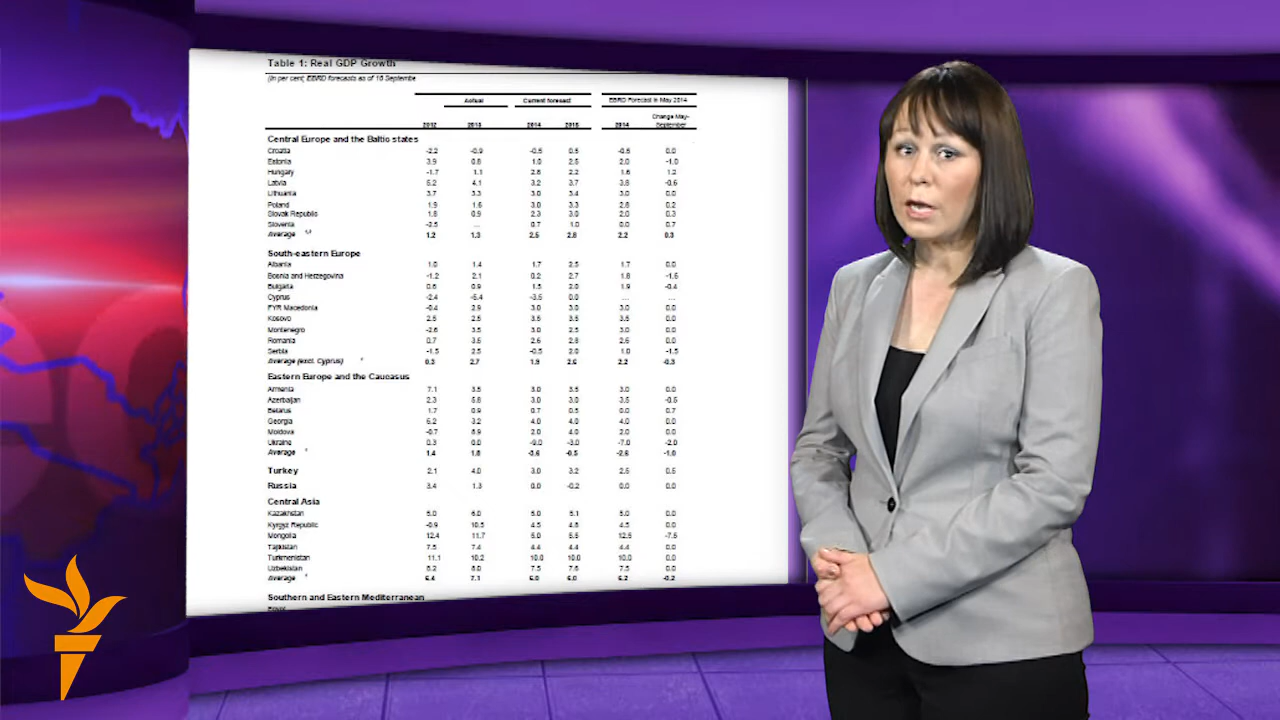 Table 1: Real GDP Growth
(In per cent; EBRD forecasts as of 18 Septembe
Actual Current forecast EBRD Forecast in May 2014
Change May-
2012 2013 2014 2015 2014 September
Central Europe and the Baltic states
Croatia -2.2 -0.9 -0.5 0.5 -0.5 0.0
Estonia 3.9 0.8 1.0 2.5 2.0 -1.0
Hungary -1.7 1.1 2.8 2.2 1.6 1.2
Latvia 5.2 4.1 3.2 3.7 3.8 -0.6
Lithuania 3.7 3.3 3.0 3.4 3.0 0.0
Poland 1.9 1.6 3.0 3.3 2.8 0.2
Slovak Republic 1.8 0.9 2.3 3.0 2.0 0.3
Slovenia -2.5 ... 0.7 1.0 0.0 0.7
Average 1.2 1.3 2.5 2.8 2.2 0.3
South-eastern Europe
Albania 1.0 1.4 1.7 2.5 1.7 0.0
Bosnia and Herzegovina -1.2 2.1 0.2 2.7 1.8 -1.6
Bulgaria 0.6 0.9 1.5 2.0 1.9 -0.4
Cyprus -2.4 -5.4 -3.5 0.0 ... ...
FYR Macedonia -0.4 2.9 3.0 3.0 3.0 0.0
Kosovo 2.5 2.5 3.5 3.5 3.5 0.0
Montenegro -2.6 3.5 3.0 2.5 3.0 0.0
Romania 0.7 3.5 2.6 2.8 2.6 0.0
Serbia -1.5 2.5 -0.5 2.0 1.0 -1.5
Average (excl. Cyprus) 0.3 2.7 1.9 2.6 2.2 -0.3
Eastern Europe and the Caucasus
Armenia 7.1 3.5 3.0 3.5 3.0 0.0
Azerbaijan 2.3 5.8 3.0 3.0 3.5 -0.5
Belarus 1.7 0.9 0.7 0.5 0.0 0.7
Georgia 6.2 3.2 4.0 4.0 4.0 0.0
Moldova -0.7 8.9 2.0 4.0 2.0 0.0
Ukraine 0.3 0.0 -9.0 -3.0 -7.0 -2.0
Average 1.4 1.8 -3.6 -0.5 -2.6 -1.0
Turkey 2.1 4.0 3.0 3.2 2.5 0.5
Russia 3.4 1.3 0.0 -0.2 0.0 0.0
Central Asia
Kazakhstan 5.0 6.0 5.0 5.1 5.0 0.0
Kyrgyz Republic -0.9 10.5 4.5 4.8 4.5 0.0
Mongolia 12.4 11.7 5.0 5.5 12.5 -7.5
Tajikistan 7.5 7.4 4.4 4.4 4.4 0.0
Turkmenistan 11.1 10.2 10.0 10.0 10.0 0.0
Uzbekistan 8.2 8.0 7.5 7.6 7.5 0.0
Average 6.4 7.1 6.0 6.0 6.2 -0.2
Southern and Eastern Mediterranean